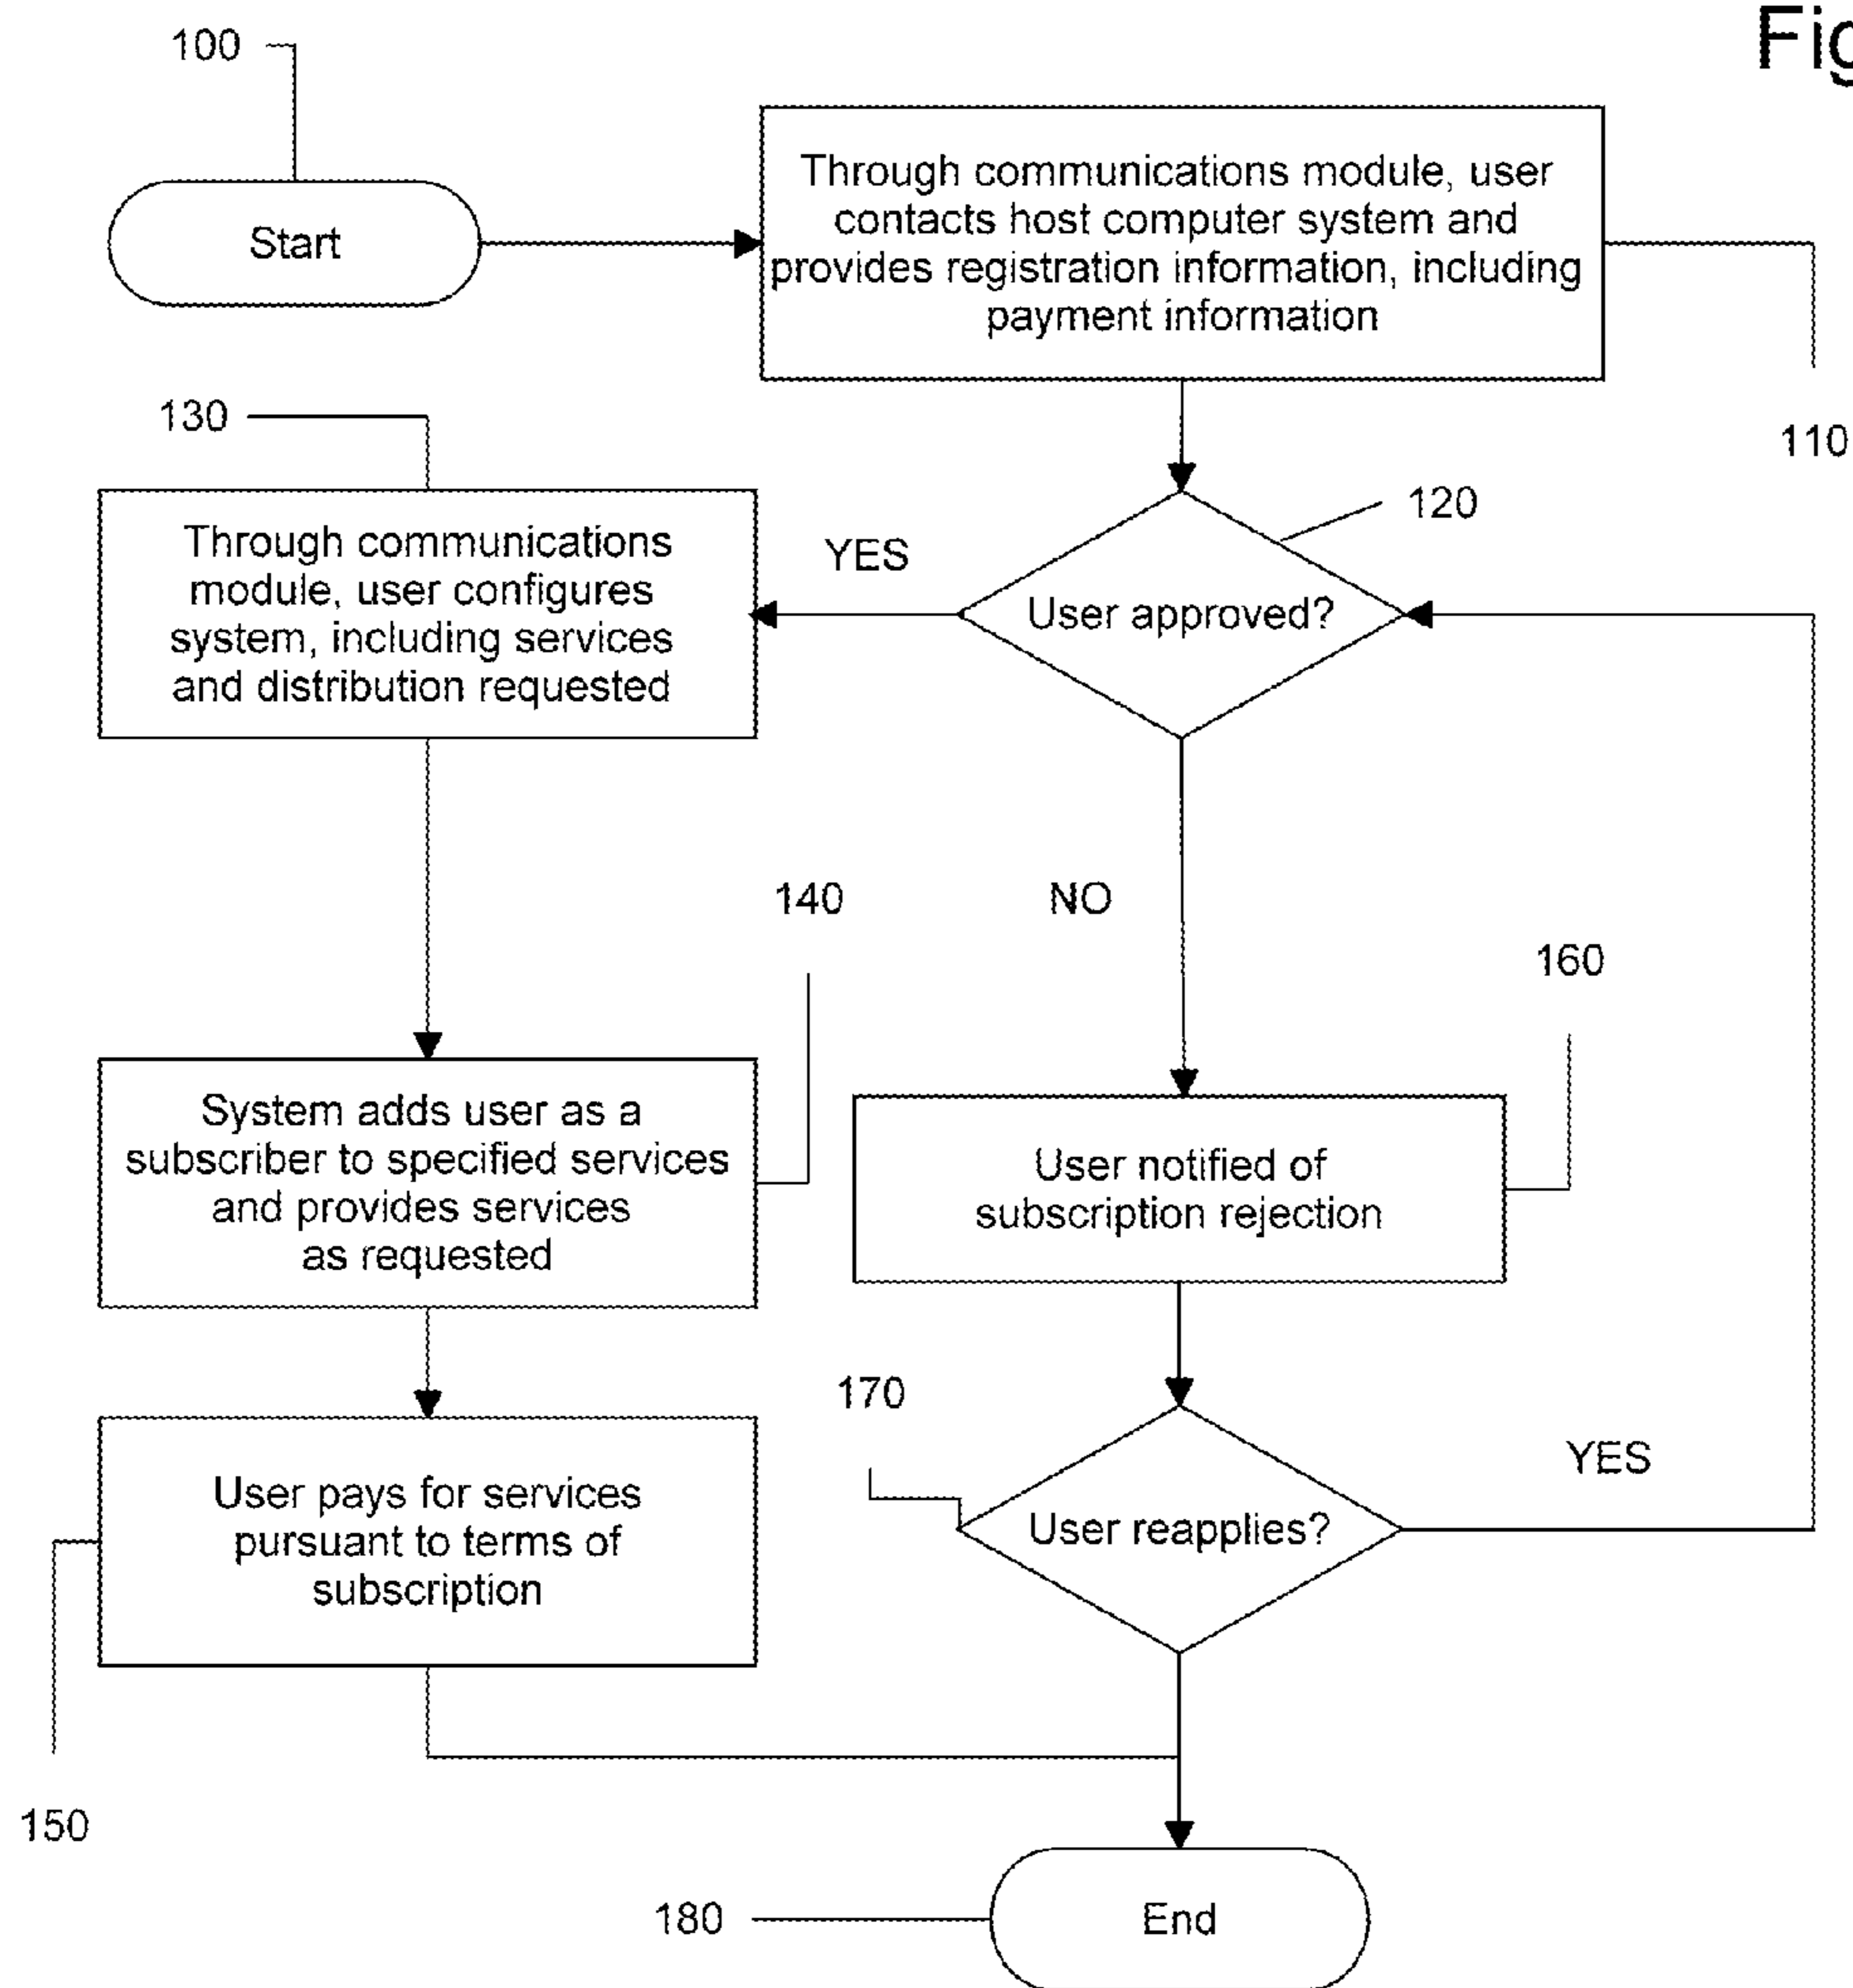 100
Fig
Start
Through communications module, user
contacts host computer system and
provides registration information, including
payment information
110
130
120
Through communications
module, user configures
system, including services
and distribution requested
YES
User approved?
140
NO
160
System adds user as a
subscriber to specified services
and provides services
as requested
User notified of
subscription rejection
170
YES
User pays for services
pursuant to terms of
subscription
User reapplies?
150
180
End